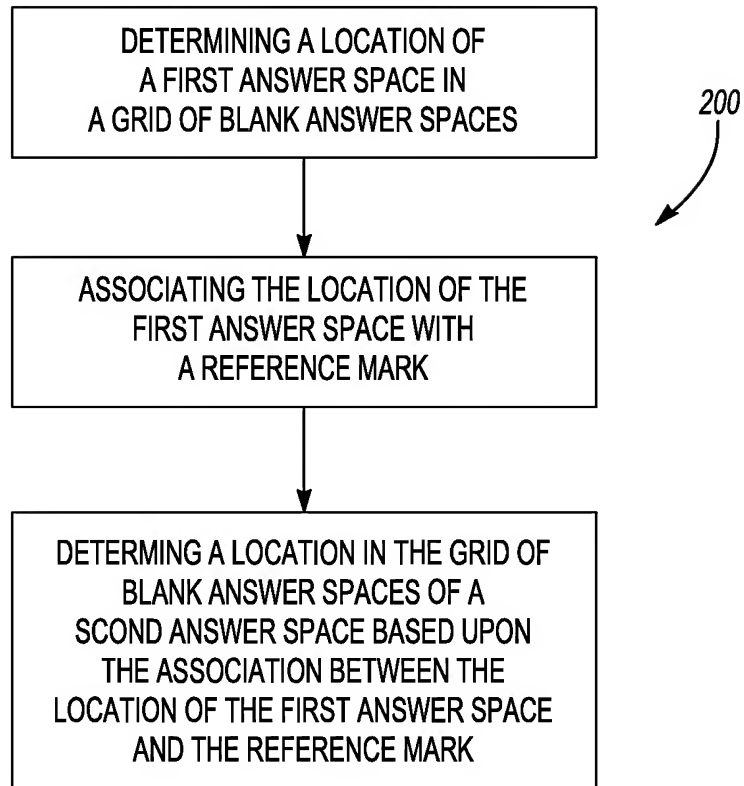 DETERMINING A LOCATION OF
A FIRST ANSWER SPACE IN
A GRID OF BLANK ANSWER SPACES
200
ASSOCIATING THE LOCATION OF THE
FIRST ANSWER SPACE WITH
A REFERENCE MARK
DETERMING A LOCATION IN THE GRID OF
BLANK ANSWER SPACES OF A
SCOND ANSWER SPACE BASED UPON
THE ASSOCIATION BETWEEN THE
LOCATION OF THE FIRST ANSWER SPACE
AND THE REFERENCE MARK